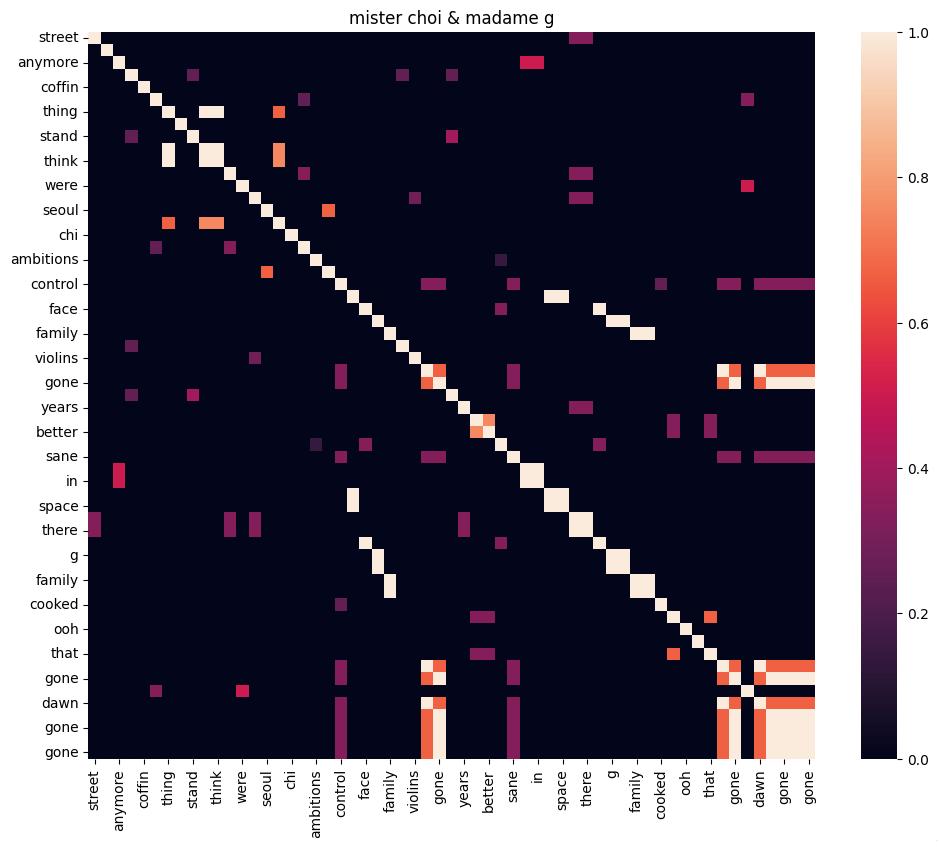 mister choi & madame g
street
anymore
coffin
thing
stand
think
were
seoul
chi
ambitions
control
face
family
violins
gone
years
better
sane
in
space
there
g
family
cooked
ooh
that
gone
dawn
gone
gone
1.0
0.8
0.6
0.4
0.2
0.0
street
anymore
coffin
thing
stand
think
were
seoul
chi
ambitions
control
face
family
violins
gone
years
better
sane
in
space
there
g
family
cooked
ooh
that
gone
dawn
gone
gone